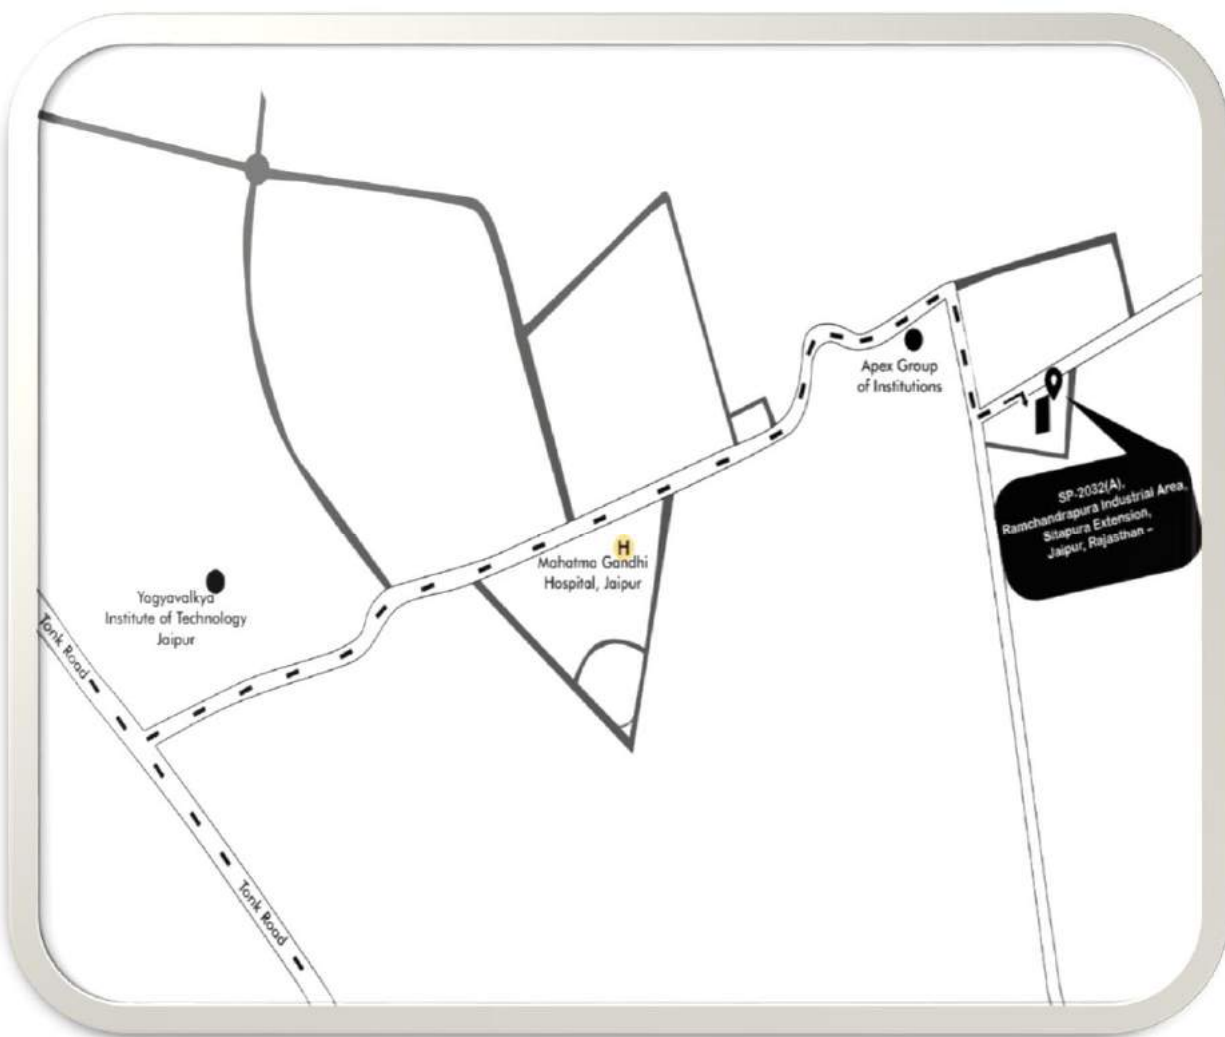 Apex Group
of Institutions
SP-2032(A),
Ramchandrapura Industrial Area,
Sitapura Extension,
Jaipur, Rajasthan –
H
Mahatma Gandhi
Hospital, Jaipur
Yagyavalkya
Institute of Technology
Jaipur
Tonk Road
Tonk Road